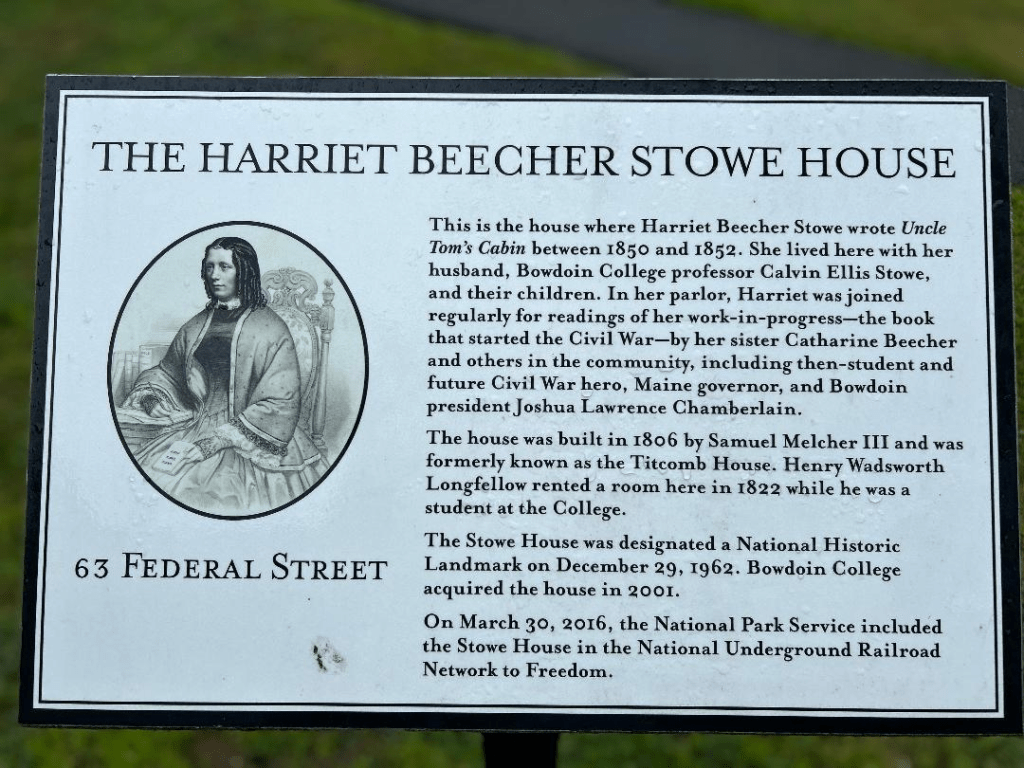 THE HARRIET BEECHER STOWE HOUSE
This is the house where Harriet Beecher Stowe wrote Uncle
Tom's Cabin between 1850 and 1852. She lived here with her
husband, Bowdoin College professor Calvin Ellis Stowe,
and their children. In her parlor, Harriet was joined
regularly for readings of her work-in-progress—the book
that started the Civil War—by her sister Catharine Beecher
and others in the community, including then-student and
future Civil War hero, Maine governor, and Bowdoin
president Joshua Lawrence Chamberlain.
The house was built in 1806 by Samuel Melcher III and was
formerly known as the Titcomb House. Henry Wadsworth
Longfellow rented a room here in 1822 while he was a
student at the College.
The Stowe House was designated a National Historic
Landmark on December 29, 1962. Bowdoin College
acquired the house in 2001.
On March 30, 2016, the National Park Service included
the Stowe House in the National Underground Railroad
Network to Freedom.
63 FEDERAL STREET